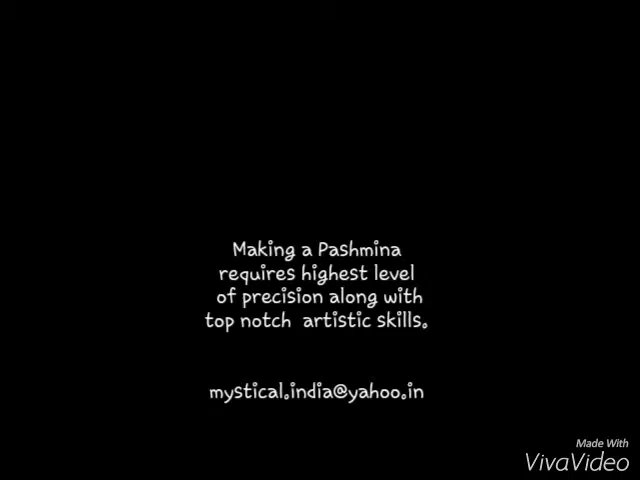 Making a Pashmina
requires highest level
of precision along with
top notch artistic skills.
mystical.india@yahoo.in
Made With
VivaVideo